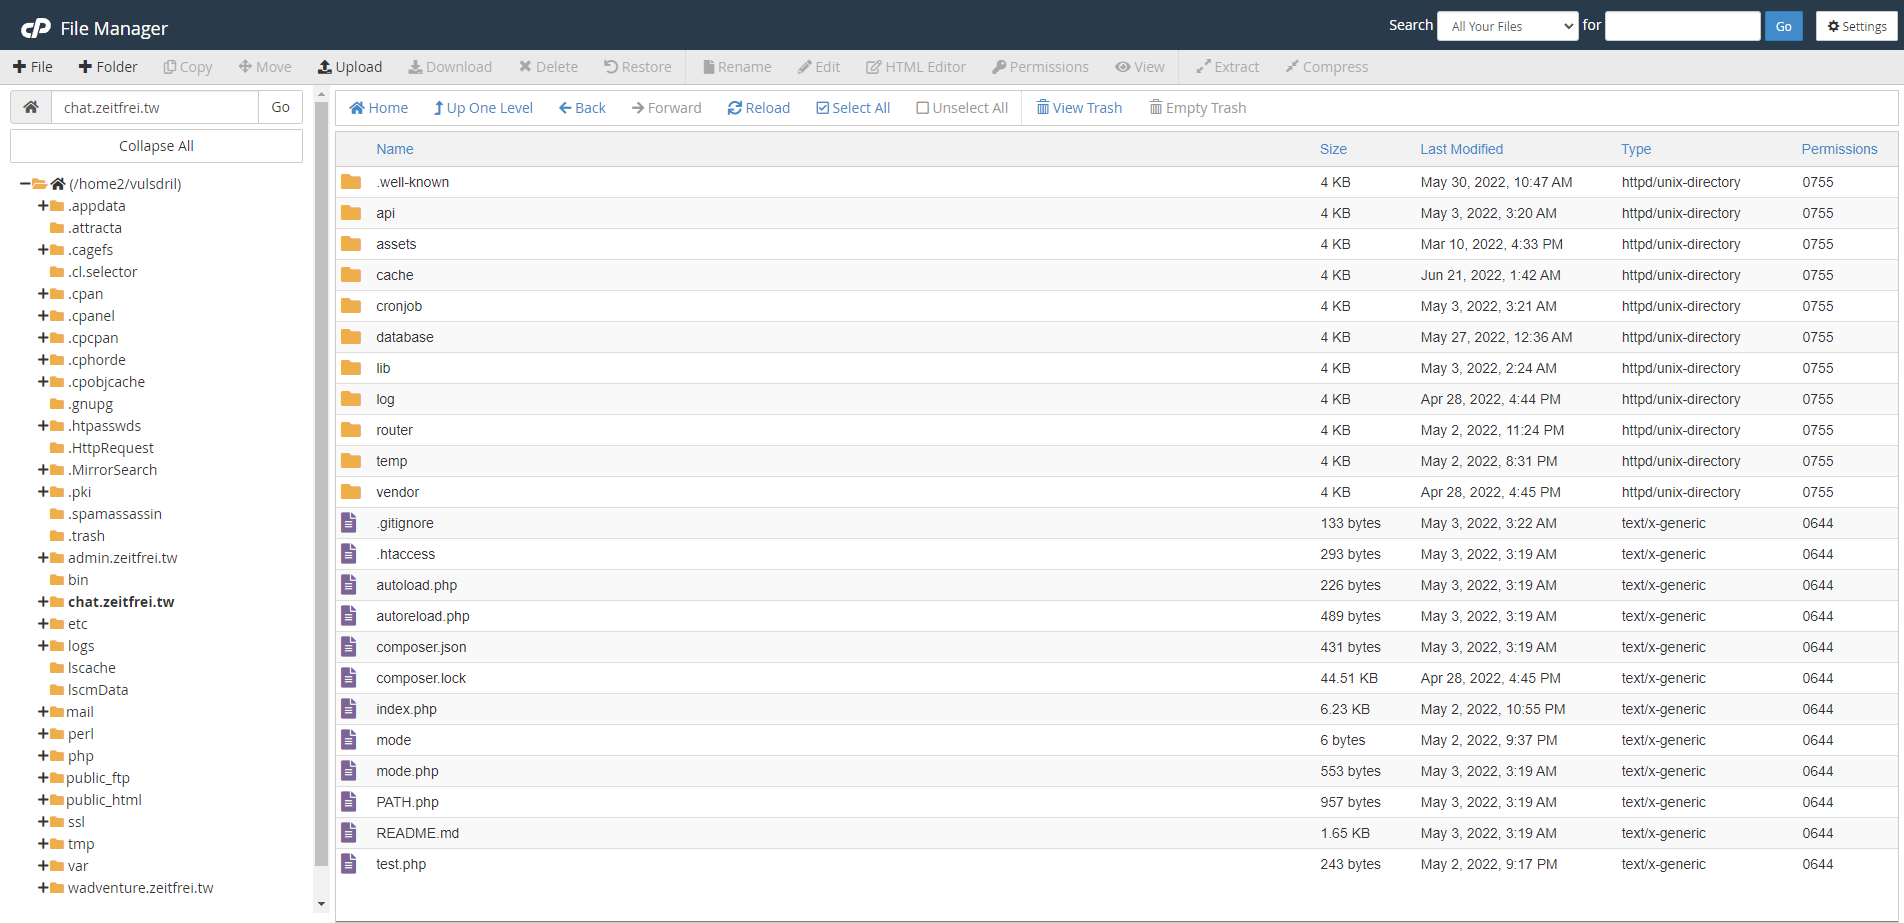 cP File Manager Search All Your Files for Go Settings
File Folder Copy Move Upload Download Delete Restore Rename Edit HTML Editor Permissions View Extract Compress
chat.zeitfrei.tw Go
Collapse All
(/home2/vulsdril)
.appdata
.attracta
.cagefs
.cl.selector
.cpan
.cpanel
.cpcpan
.cphorde
.cpobjcache
.gnupg
.htpasswds
.HttpRequest
.MirrorSearch
.pki
.spamassassin
.trash
admin.zeitfrei.tw
bin
chat.zeitfrei.tw
etc
logs
lscache
lscmData
mail
perl
php
public_ftp
public_html
ssl
tmp
var
wadventure.zeitfrei.tw
Home Up One Level Back Forward Reload Select All Unselect All View Trash Empty Trash
Name Size Last Modified Type Permissions
.well-known 4 KB May 30, 2022, 10:47 AM httpd/unix-directory 0755
api 4 KB May 3, 2022, 3:20 AM httpd/unix-directory 0755
assets 4 KB Mar 10, 2022, 4:33 PM httpd/unix-directory 0755
cache 4 KB Jun 21, 2022, 1:42 AM httpd/unix-directory 0755
cronjob 4 KB May 3, 2022, 3:21 AM httpd/unix-directory 0755
database 4 KB May 27, 2022, 12:36 AM httpd/unix-directory 0755
lib 4 KB May 3, 2022, 2:24 AM httpd/unix-directory 0755
log 4 KB Apr 28, 2022, 4:44 PM httpd/unix-directory 0755
router 4 KB May 2, 2022, 11:24 PM httpd/unix-directory 0755
temp 4 KB May 2, 2022, 8:31 PM httpd/unix-directory 0755
vendor 4 KB Apr 28, 2022, 4:45 PM httpd/unix-directory 0755
.gitignore 133 bytes May 3, 2022, 3:22 AM text/x-generic 0644
.htaccess 293 bytes May 3, 2022, 3:19 AM text/x-generic 0644
autoload.php 226 bytes May 3, 2022, 3:19 AM text/x-generic 0644
autoreload.php 489 bytes May 3, 2022, 3:19 AM text/x-generic 0644
composer.json 431 bytes May 3, 2022, 3:19 AM text/x-generic 0644
composer.lock 44.51 KB Apr 28, 2022, 4:45 PM text/x-generic 0644
index.php 6.23 KB May 2, 2022, 10:55 PM text/x-generic 0644
mode 6 bytes May 2, 2022, 9:37 PM text/x-generic 0644
mode.php 553 bytes May 3, 2022, 3:19 AM text/x-generic 0644
PATH.php 957 bytes May 3, 2022, 3:19 AM text/x-generic 0644
README.md 1.65 KB May 3, 2022, 3:19 AM text/x-generic 0644
test.php 243 bytes May 2, 2022, 9:17 PM text/x-generic 0644